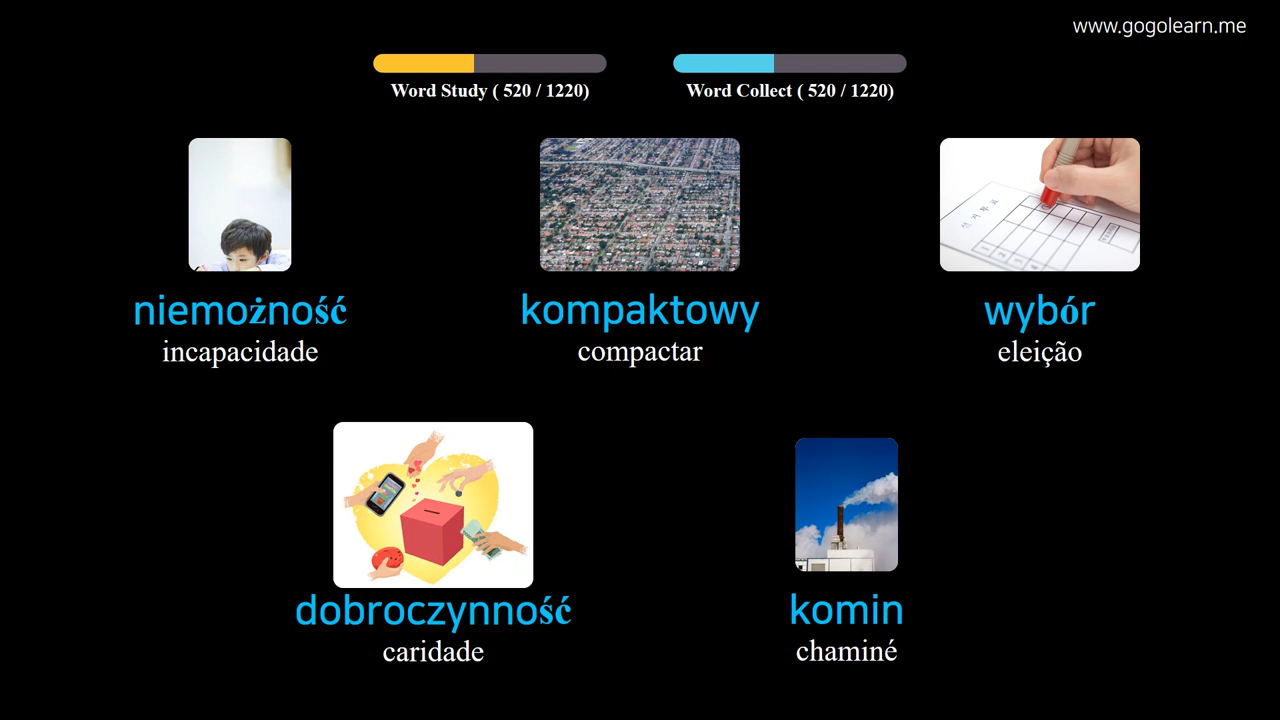 www.gogolearn.me
Word Study ( 520 / 1220)
Word Collect ( 520 / 1220)
niemożność
incapacidade
kompaktowy
compactar
wybór
eleição
dobroczynność
caridade
komin
chaminé